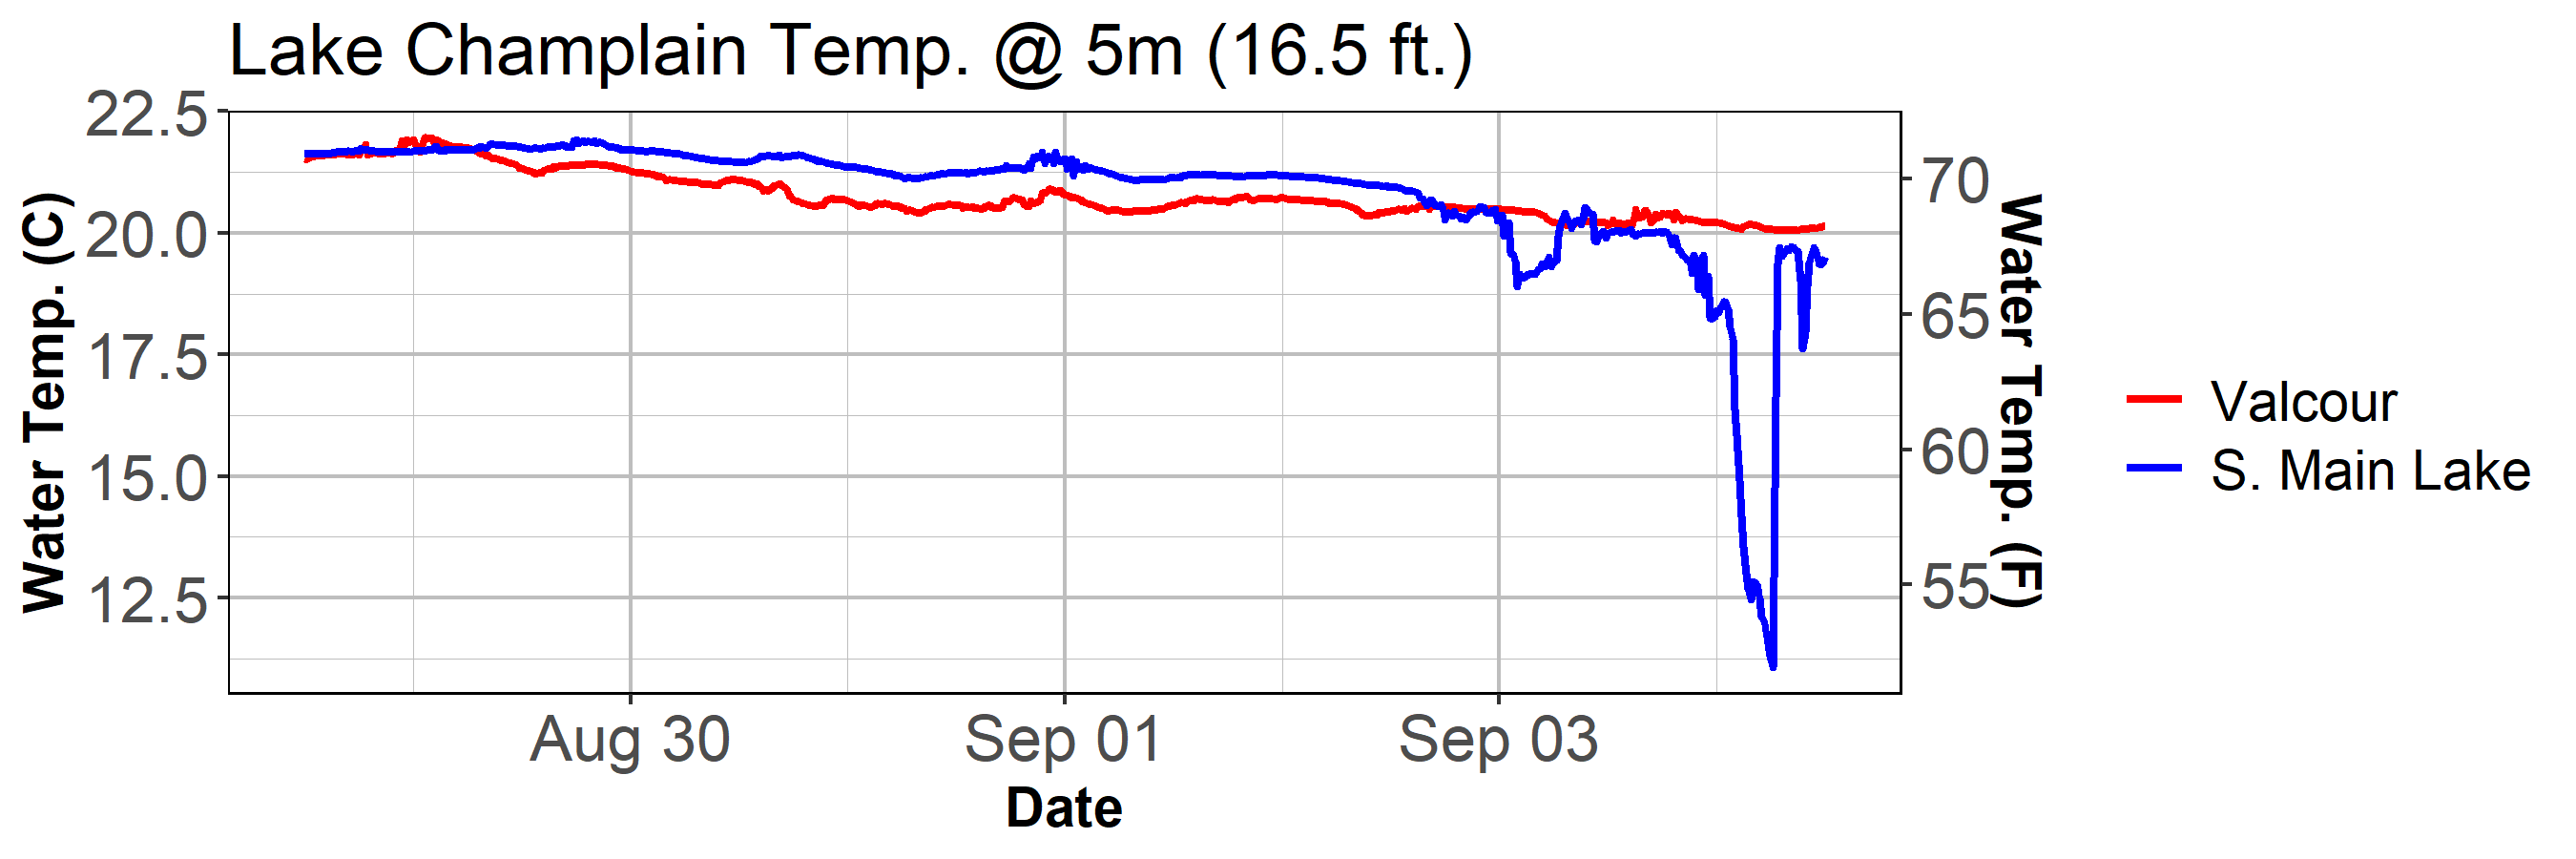 Lake Champlain Temp. @ 5m (16.5 ft.)
Water Temp. (C)
22.5
20.0
17.5
15.0
12.5
70
65
60
55
Water Temp. (F)
Aug 30
Sep 01
Sep 03
Date
Valcour
S. Main Lake